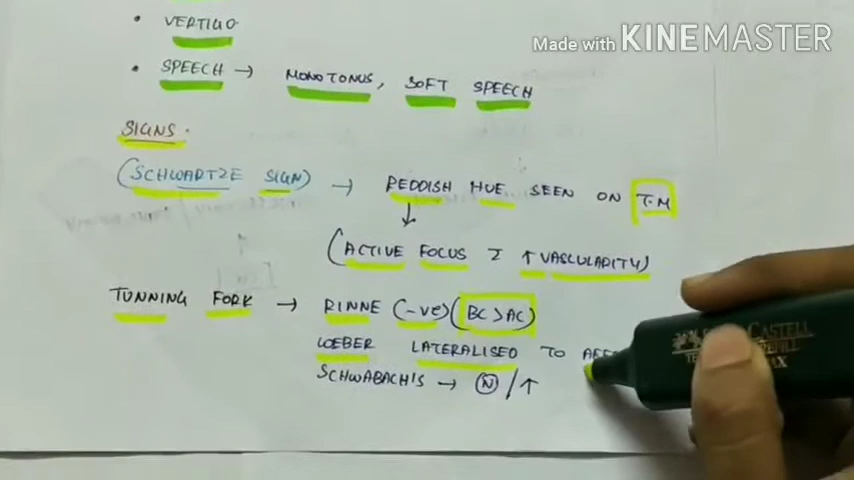 Made with KINEMASTER
• VERTIGO
• SPEECH → MONOTONUS, SOFT SPEECH
SIGNS.
(SCHWARTZE SIGN) → REDDISH HUE SEEN ON T.M
↓
(ACTIVE FOCUS c̄ ↑ VASCULARITY)
TUNNING FORK → RINNE (-ve) (BC > AC)
WEBER LATERALISED TO
SCHWABACH'S → Ⓝ / ↑
CASTELL